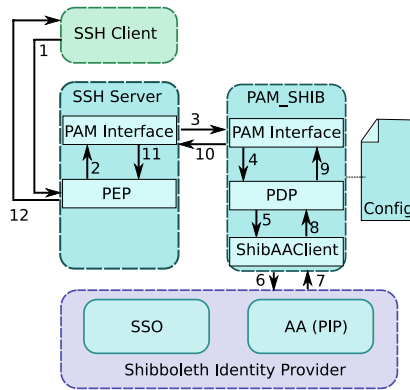 SSH Client
1
SSH Server
PAM_SHIB
PAM Interface
3
PAM Interface
10
2
11
4
9
PEP
PDP
12
5
8
Config
ShibAAClient
6
7
SSO
AA (PIP)
Shibboleth Identity Provider